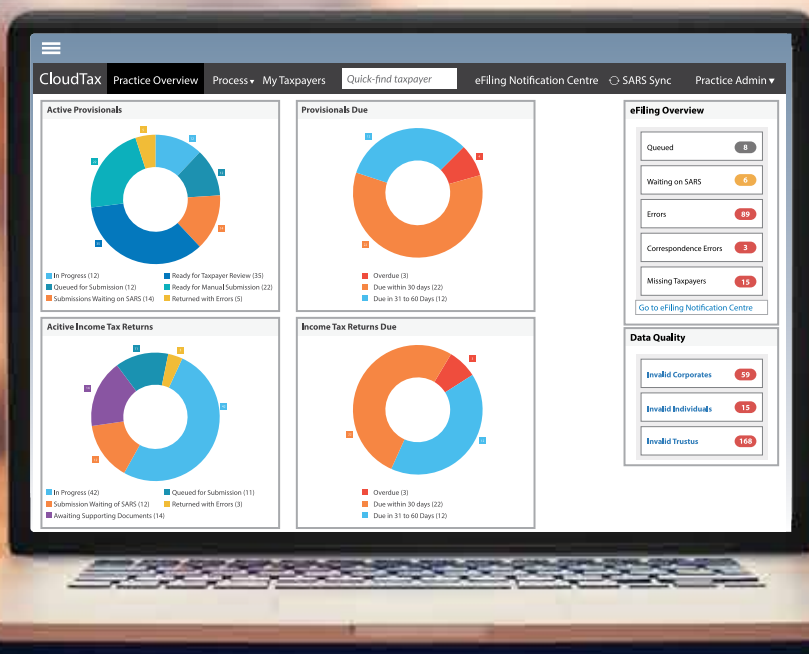 CloudTax Practice Overview Process My Taxpayers Quick-find taxpayer eFiling Notification Centre SARS Sync Practice Admin
Active Provisionals
In Progress (12)
Ready for Taxpayer Review (35)
Queued for Submission (12)
Ready for Manual Submission (22)
Submissions Waiting on SARS (14)
Returned with Errors (5)
Provisionals Due
Overdue (3)
Due within 30 days (22)
Due in 31 to 60 Days (12)
eFiling Overview
Queued 8
Waiting on SARS 6
Errors 89
Correspondence Errors 3
Missing Taxpayers 15
Go to eFiling Notification Centre
Acitive Income Tax Returns
In Progress (42)
Queued for Submission (11)
Submission Waiting of SARS (12)
Returned with Errors (3)
Awaiting Supporting Documents (14)
Income Tax Returns Due
Overdue (3)
Due within 30 days (22)
Due in 31 to 60 Days (12)
Data Quality
Invalid Corporates 59
Invalid Individuals 15
Invalid Trustus 168